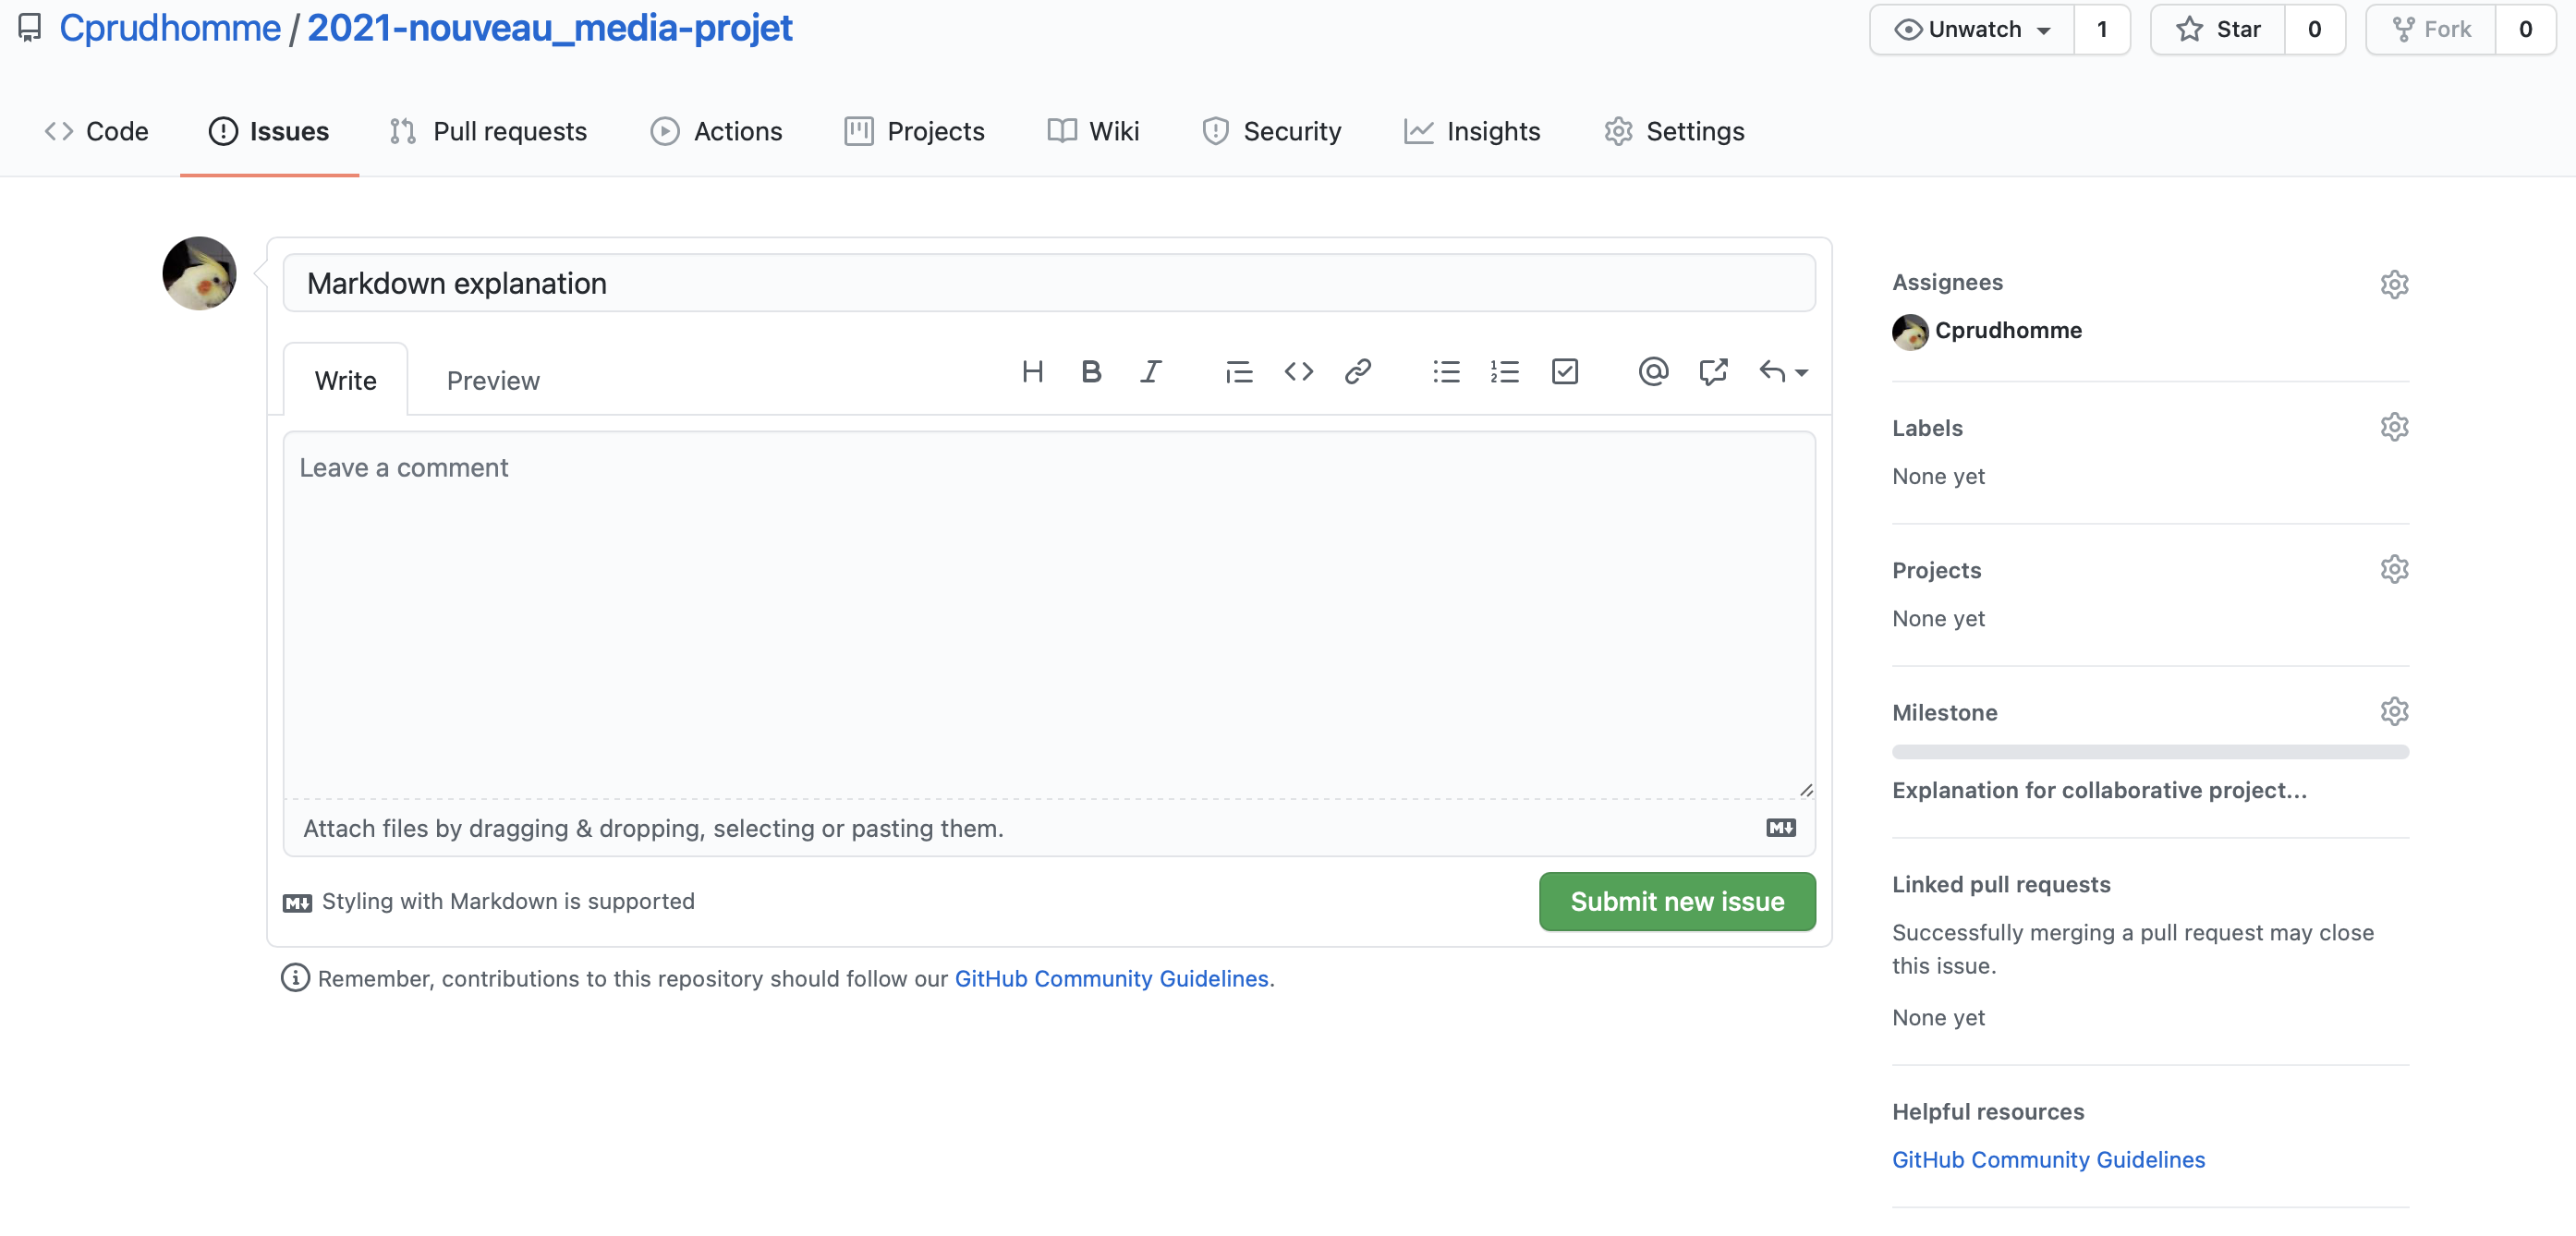 Cprudhomme / 2021-nouveau_media-projet
Unwatch 1
Star 0
Fork 0
Code
Issues
Pull requests
Actions
Projects
Wiki
Security
Insights
Settings
Markdown explanation
Write
Preview
Leave a comment
Attach files by dragging & dropping, selecting or pasting them.
Styling with Markdown is supported
Submit new issue
Remember, contributions to this repository should follow our GitHub Community Guidelines.
Assignees
Cprudhomme
Labels
None yet
Projects
None yet
Milestone
Explanation for collaborative project...
Linked pull requests
Successfully merging a pull request may close
this issue.
None yet
Helpful resources
GitHub Community Guidelines